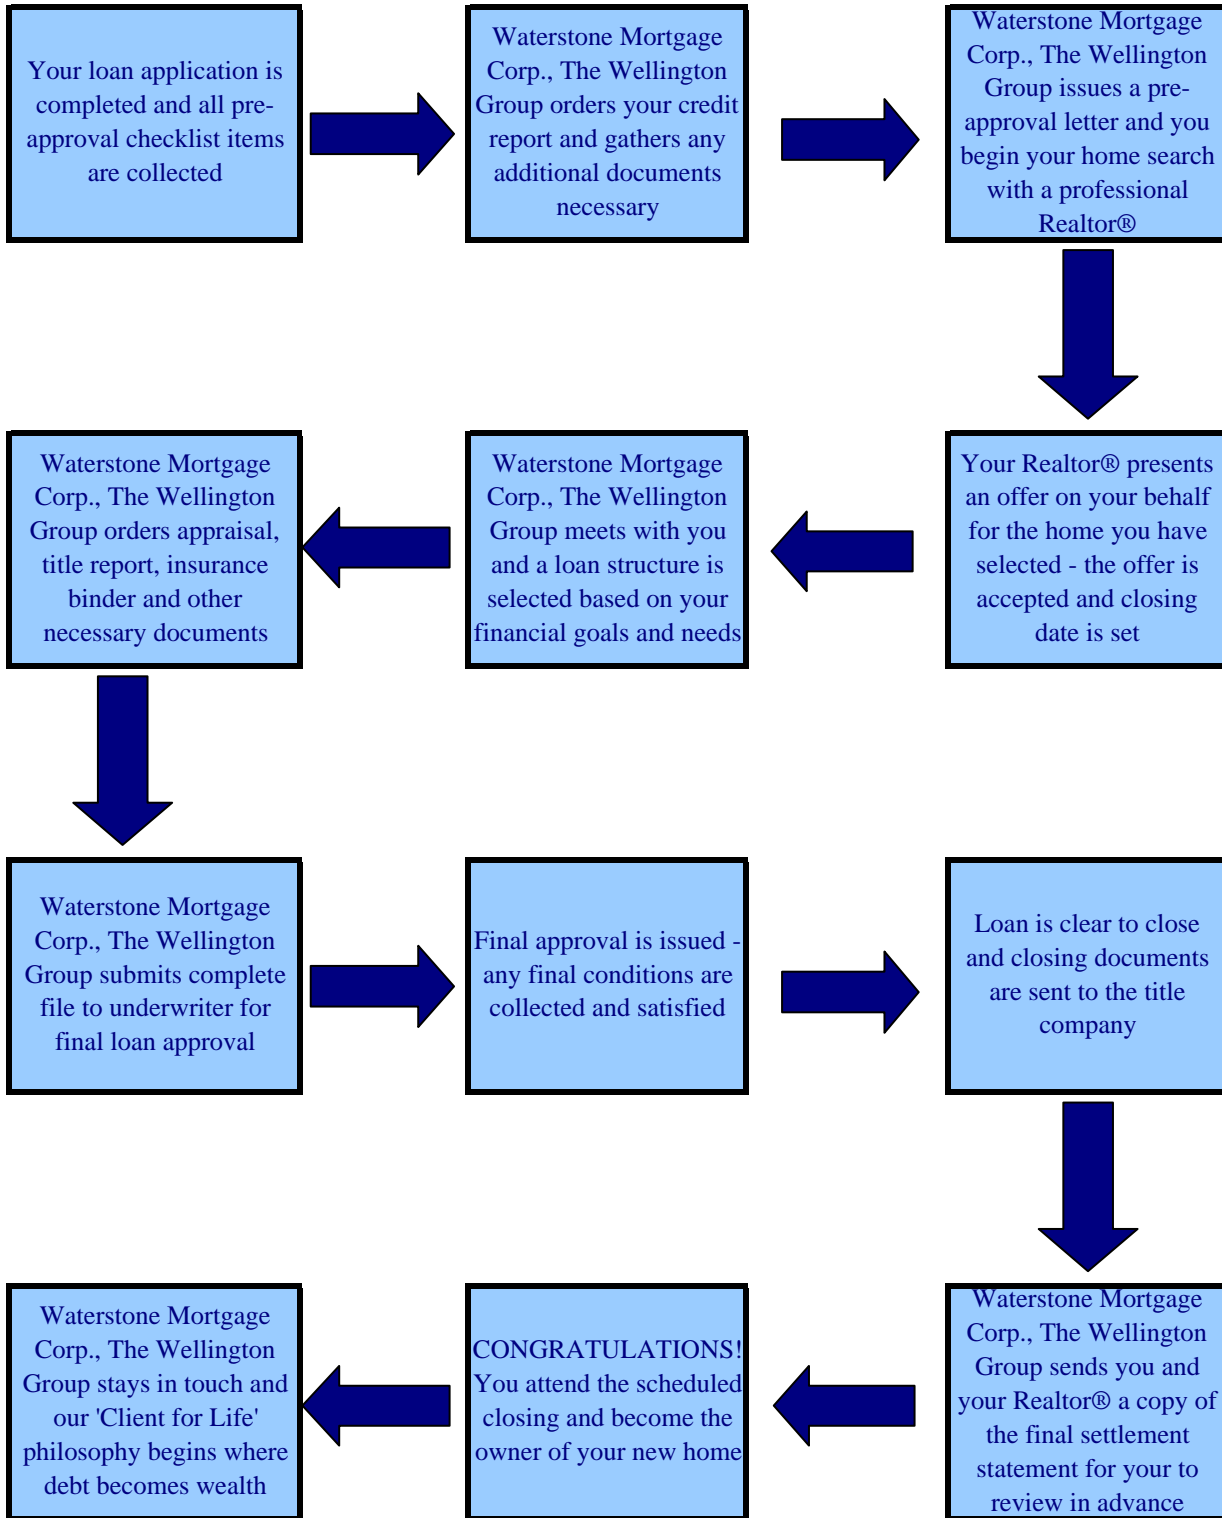 Your loan application is
completed and all pre-
approval checklist items
are collected
Waterstone Mortgage
Corp., The Wellington
Group orders your credit
report and gathers any
additional documents
necessary
Waterstone Mortgage
Corp., The Wellington
Group issues a pre-
approval letter and you
begin your home search
with a professional
Realtor®
Your Realtor® presents
an offer on your behalf
for the home you have
selected - the offer is
accepted and closing
date is set
Waterstone Mortgage
Corp., The Wellington
Group meets with you
and a loan structure is
selected based on your
financial goals and needs
Waterstone Mortgage
Corp., The Wellington
Group orders appraisal,
title report, insurance
binder and other
necessary documents
Waterstone Mortgage
Corp., The Wellington
Group submits complete
file to underwriter for
final loan approval
Final approval is issued -
any final conditions are
collected and satisfied
Loan is clear to close
and closing documents
are sent to the title
company
Waterstone Mortgage
Corp., The Wellington
Group sends you and
your Realtor® a copy of
the final settlement
statement for your to
review in advance
CONGRATULATIONS!
You attend the scheduled
closing and become the
owner of your new home
Waterstone Mortgage
Corp., The Wellington
Group stays in touch and
our 'Client for Life'
philosophy begins where
debt becomes wealth